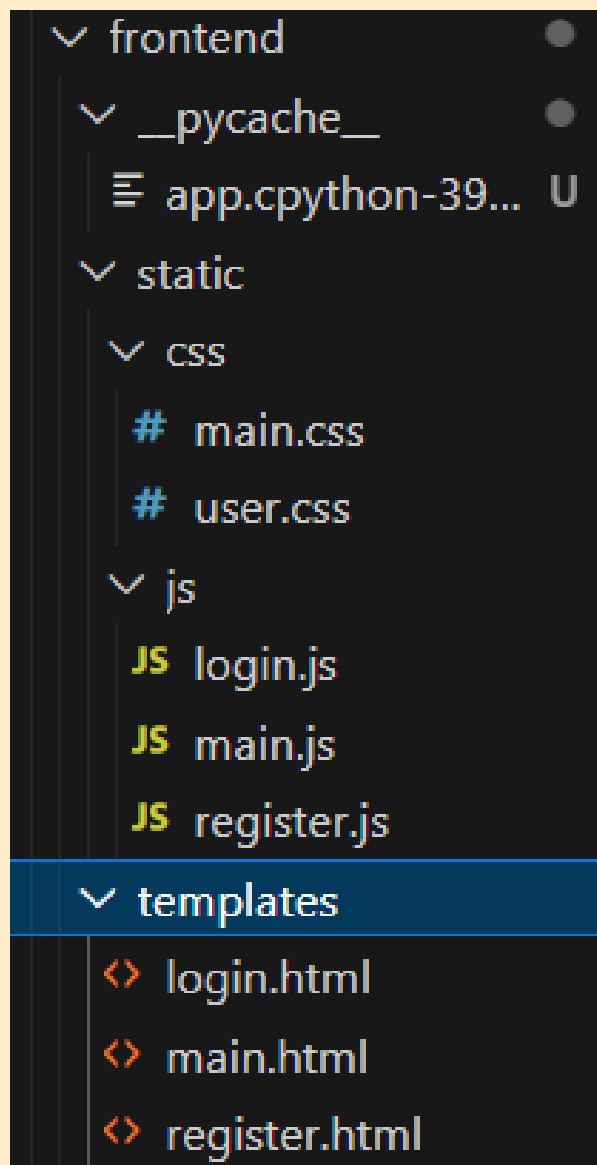 frontend
__pycache__
app.cpython-39... U
static
css
# main.css
# user.css
js
JS login.js
JS main.js
JS register.js
templates
<> login.html
<> main.html
<> register.html